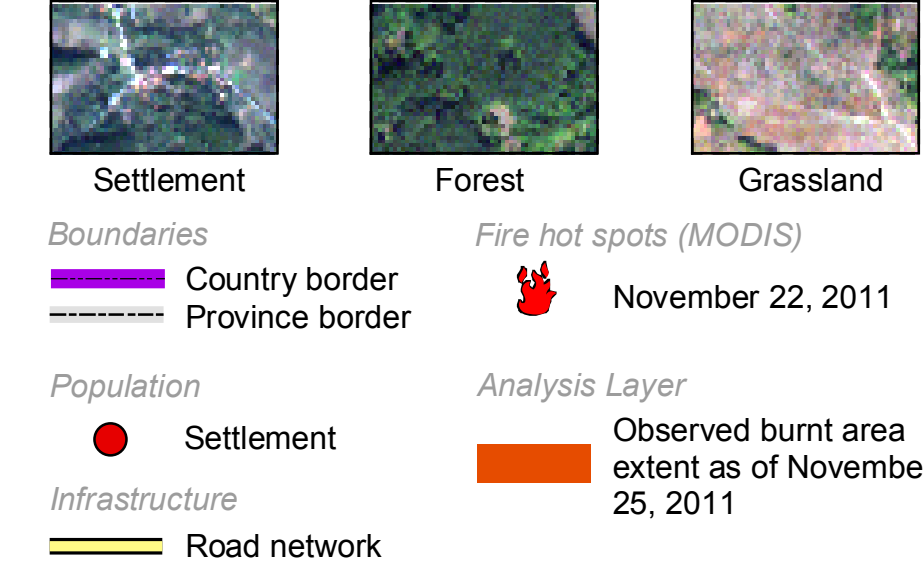 Settlement
Forest
Grassland
Boundaries
Country border
Province border
Population
Settlement
Infrastructure
Road network
Fire hot spots (MODIS)
November 22, 2011
Analysis Layer
Observed burnt area
extent as of Novembe
25, 2011